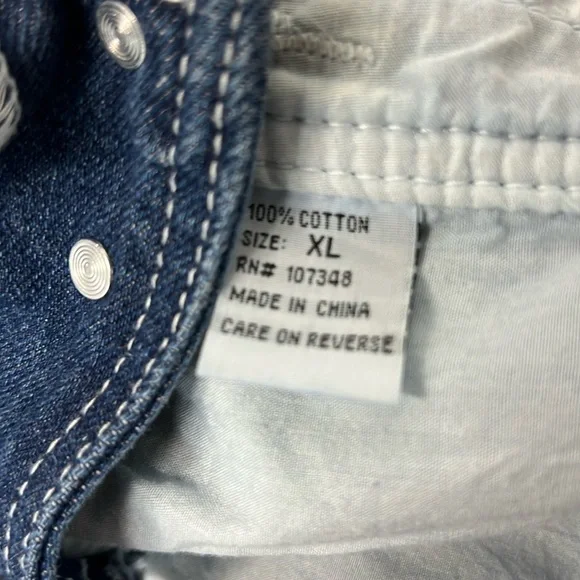 100% COTTON
SIZE: XL
RN# 107348
MADE IN CHINA
CARE ON REVERSE